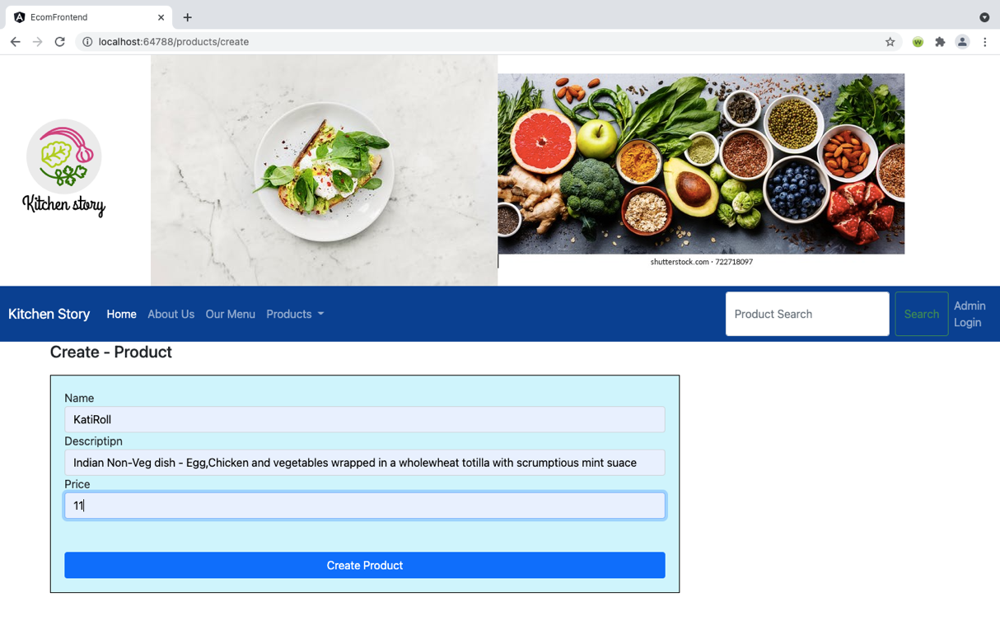 EcomFrontend
localhost:64788/products/create
Kitchen story
shutterstock.com · 722718097
Kitchen Story Home About Us Our Menu Products Product Search Search Admin Login
Create - Product
Name
KatiRoll
Descriptipn
Indian Non-Veg dish - Egg,Chicken and vegetables wrapped in a wholewheat totilla with scrumptious mint suace
Price
11
Create Product